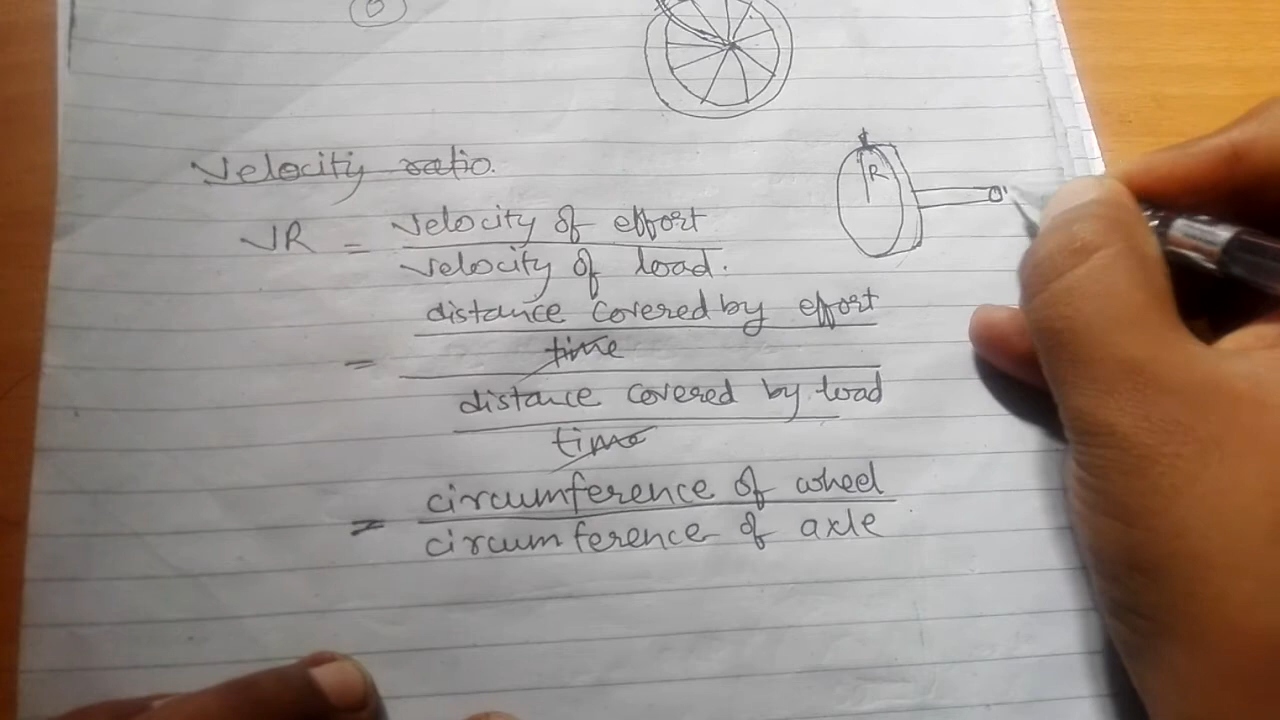 Velocity ratio.
VR = velocity of effort
velocity of load.
= distance covered by effort
time
distance covered by load
time
= circumference of wheel
circumference of axle
R